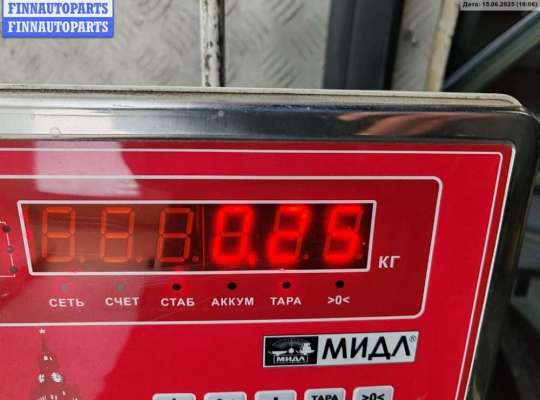 FINNAUTOPARTS
FINNAUTOPARTS
Дата: 15.06.2025 (16:06)
0.25
КГ
СЕТЬ СЧЕТ СТАБ АККУМ ТАРА >0<
МИДЛ МИДЛ®
ТАРА >0<